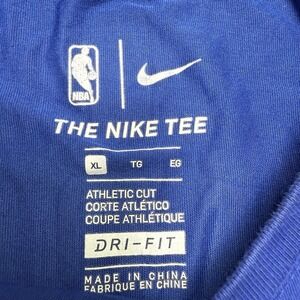 NBA
THE NIKE TEE
XL TG EG
ATHLETIC CUT
CORTE ATLÉTICO
COUPE ATHLÉTIQUE
DRI-FIT
MADE IN CHINA
FABRIQUE EN CHINE